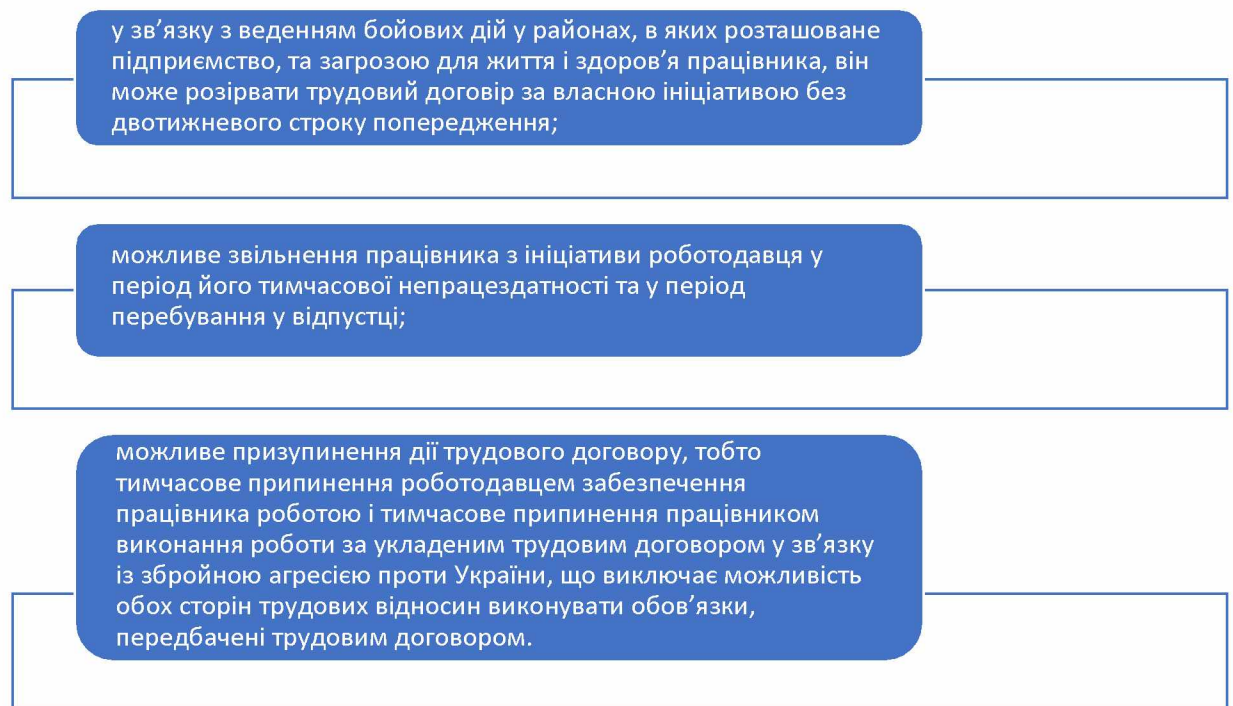 у зв’язку з веденням бойових дій у районах, в яких розташоване
підприємство, та загрозою для життя і здоров’я працівника, він
може розірвати трудовий договір за власною ініціативою без
двотижневого строку попередження;
можливе звільнення працівника з ініціативи роботодавця у
період його тимчасової непрацездатності та у період
перебування у відпустці;
можливе призупинення дії трудового договору, тобто
тимчасове припинення роботодавцем забезпечення
працівника роботою і тимчасове припинення працівником
виконання роботи за укладеним трудовим договором у зв’язку
із збройною агресією проти України, що виключає можливість
обох сторін трудових відносин виконувати обов’язки,
передбачені трудовим договором.